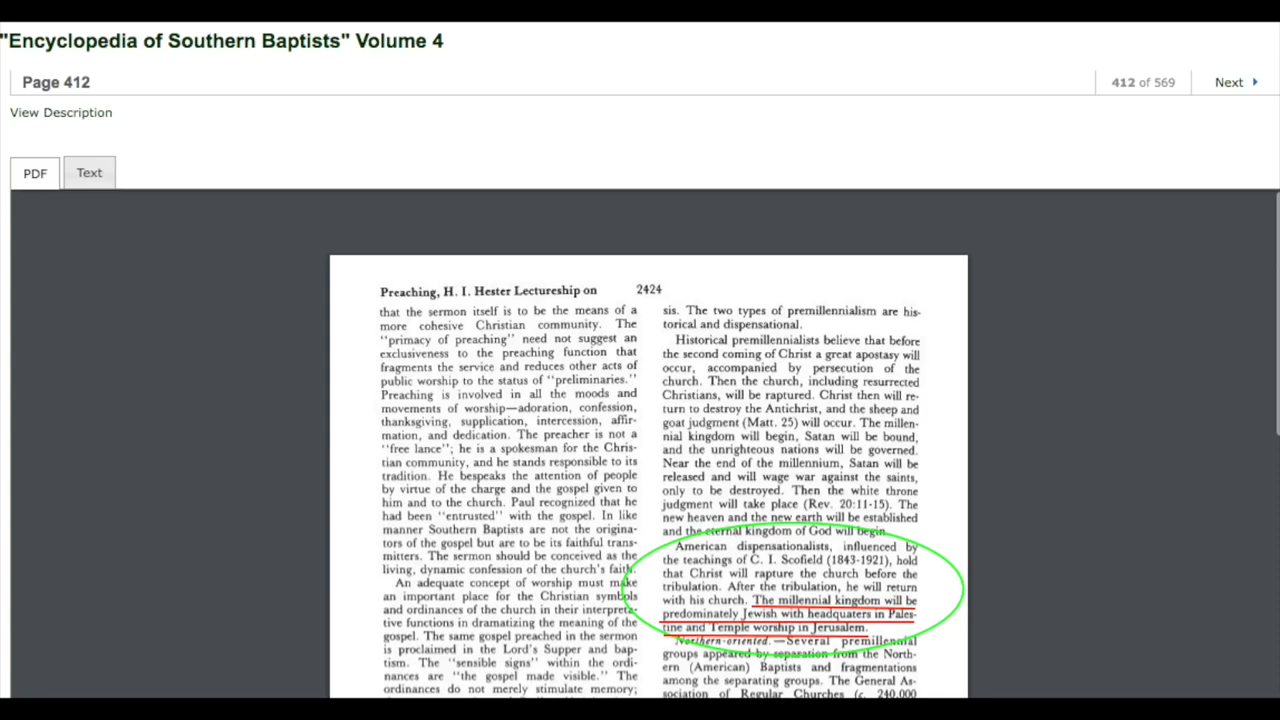 "Encyclopedia of Southern Baptists" Volume 4
Page 412
412 of 569
Next
View Description
PDF
Text
Preaching, H. I. Hester Lectureship on
2424
that the sermon itself is to be the means of a
more cohesive Christian community. The
"primacy of preaching" need not suggest an
exclusiveness to the preaching function that
fragments the service and reduces other acts of
public worship to the status of "preliminaries."
Preaching is involved in all the moods and
movements of worship—adoration, confession,
thanksgiving, supplication, intercession, affir-
mation, and dedication. The preacher is not a
"free lance"; he is a spokesman for the Chris-
tian community, and he stands responsible to its
tradition. He bespeaks the attention of people
by virtue of the charge and the gospel given to
him and to the church. Paul recognized that he
had been "entrusted" with the gospel. In like
manner Southern Baptists are not the origina-
tors of the gospel but are to be its faithful trans-
mitters. The sermon should be conceived as the
living, dynamic confession of the church's faith.
An adequate concept of worship must make
an important place for the Christian symbols
and ordinances of the church in their interpreta-
tive functions in dramatizing the meaning of the
gospel. The same gospel preached in the sermon
is proclaimed in the Lord's Supper and bap-
tism. The "sensible signs" within the ordi-
nances are "the gospel made visible." The
ordinances do not merely stimulate memory;
sis. The two types of premillennialism are his-
torical and dispensational.
Historical premillennialists believe that before
the second coming of Christ a great apostasy will
occur, accompanied by persecution of the
church. Then the church, including resurrected
Christians, will be raptured. Christ then will re-
turn to destroy the Antichrist, and the sheep and
goat judgment (Matt. 25) will occur. The millen-
nial kingdom will begin, Satan will be bound,
and the unrighteous nations will be governed.
Near the end of the millennium, Satan will be
released and will wage war against the saints,
only to be destroyed. Then the white throne
judgment will take place (Rev. 20:11-15). The
new heaven and the new earth will be established
and the eternal kingdom of God will begin.
American dispensationalists, influenced by
the teachings of C. I. Scofield (1843-1921), hold
that Christ will rapture the church before the
tribulation. After the tribulation, he will return
with his church. The millennial kingdom will be
predominately Jewish with headquaters in Pales-
tine and Temple worship in Jerusalem.
Northern-oriented.—Several premillennial
groups appeared by separation from the North-
ern (American) Baptists and fragmentations
among the separating groups. The General As-
sociation of Regular Churches (c. 240,000